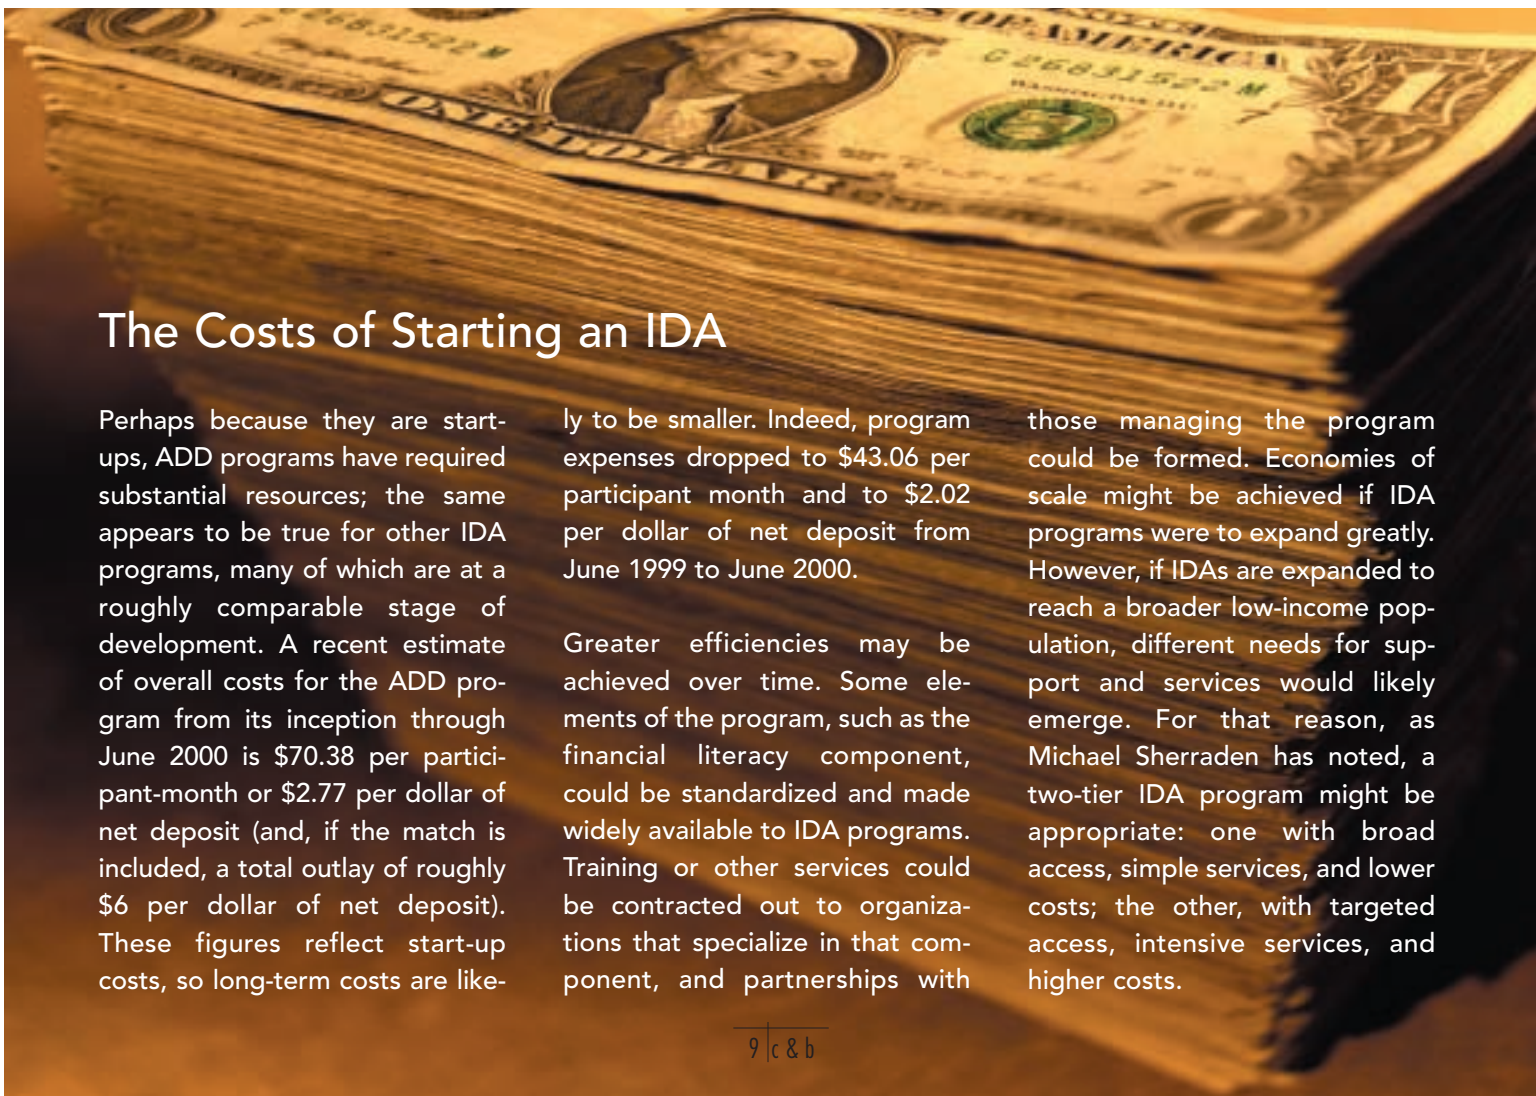 OF AMERICA
26831522 M
G 26831522 M
WASHINGTON, D.C.
7
7
7
1
ONE DOLLAR
The Costs of Starting an IDA
Perhaps because they are start-
ups, ADD programs have required
substantial resources; the same
appears to be true for other IDA
programs, many of which are at a
roughly comparable stage of
development. A recent estimate
of overall costs for the ADD pro-
gram from its inception through
June 2000 is $70.38 per partici-
pant-month or $2.77 per dollar of
net deposit (and, if the match is
included, a total outlay of roughly
$6 per dollar of net deposit).
These figures reflect start-up
costs, so long-term costs are like-
ly to be smaller. Indeed, program
expenses dropped to $43.06 per
participant month and to $2.02
per dollar of net deposit from
June 1999 to June 2000.
Greater efficiencies may be
achieved over time. Some ele-
ments of the program, such as the
financial literacy component,
could be standardized and made
widely available to IDA programs.
Training or other services could
be contracted out to organiza-
tions that specialize in that com-
ponent, and partnerships with
those managing the program
could be formed. Economies of
scale might be achieved if IDA
programs were to expand greatly.
However, if IDAs are expanded to
reach a broader low-income pop-
ulation, different needs for sup-
port and services would likely
emerge. For that reason, as
Michael Sherraden has noted, a
two-tier IDA program might be
appropriate: one with broad
access, simple services, and lower
costs; the other, with targeted
access, intensive services, and
higher costs.
9 c & b